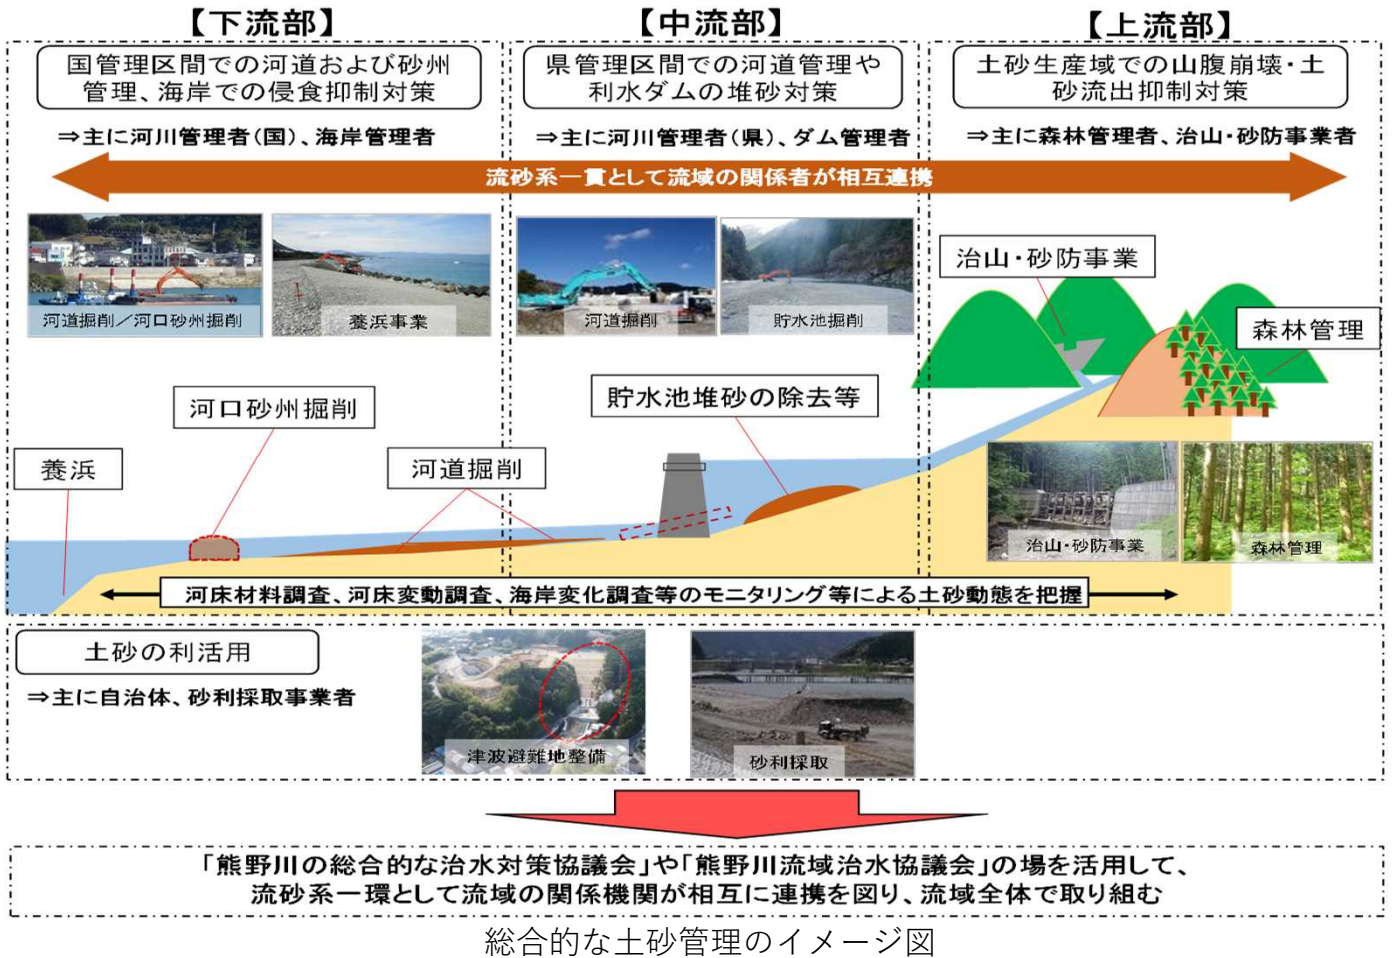 【下流部】
国管理区間での河道および砂州
管理、海岸での侵食抑制対策
⇒主に河川管理者(国)、海岸管理者
【中流部】
県管理区間での河道管理や
利水ダムの堆砂対策
⇒主に河川管理者(県)、ダム管理者
【上流部】
土砂生産域での山腹崩壊・土
砂流出抑制対策
⇒主に森林管理者、治山・砂防事業者
流砂系一貫として流域の関係者が相互連携
河道掘削／河口砂州掘削
養浜事業
河道掘削
貯水池掘削
治山・砂防事業
森林管理
河口砂州掘削
貯水池堆砂の除去等
養浜
河道掘削
治山・砂防事業
森林管理
河床材料調査、河床変動調査、海岸変化調査等のモニタリング等による土砂動態を把握
土砂の利活用
⇒主に自治体、砂利採取事業者
津波避難地整備
砂利採取
「熊野川の総合的な治水対策協議会」や「熊野川流域治水協議会」の場を活用して、
流砂系一環として流域の関係機関が相互に連携を図り、流域全体で取り組む
総合的な土砂管理のイメージ図